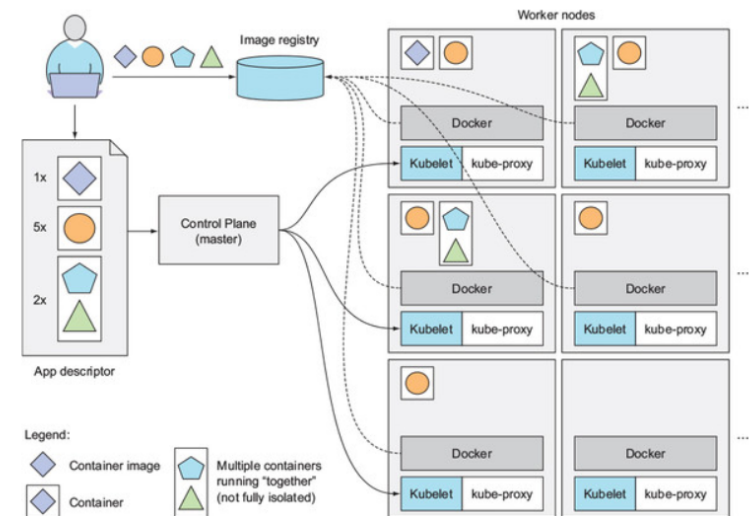 Worker nodes
Image registry
Docker
Docker
Kubelet
kube-proxy
Kubelet
kube-proxy
1x
5x
2x
App descriptor
Control Plane
(master)
Docker
Docker
Kubelet
kube-proxy
Kubelet
kube-proxy
Docker
Docker
Kubelet
kube-proxy
Kubelet
kube-proxy
Legend:
Container image
Container
Multiple containers
running “together”
(not fully isolated)